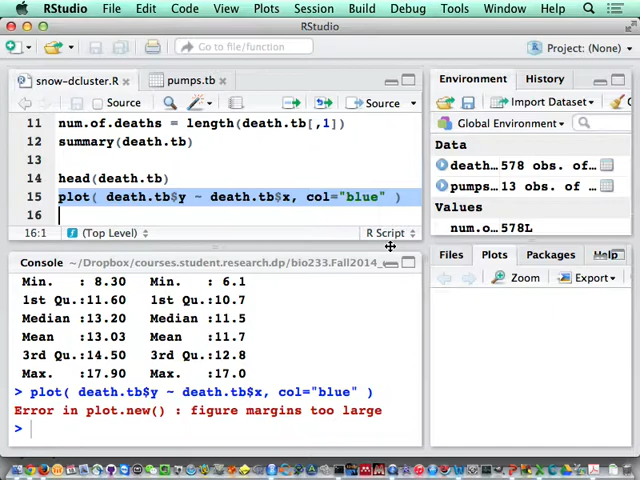 RStudio File Edit Code View Plots Session Build Debug Tools Window Help
RStudio
Go to file/function
Project: (None)
snow-dcluster.R
pumps.tb
Source
Source
11 num.of.deaths = length(death.tb[,1])
12 summary(death.tb)
13
14 head(death.tb)
15 plot( death.tb$y ~ death.tb$x, col="blue" )
16
16:1 (Top Level) R Script
Console ~/Dropbox/courses.student.research.dp/bio233.Fall2014_
Min. : 8.30 Min. : 6.1
1st Qu.:11.60 1st Qu.:10.7
Median :13.20 Median :11.5
Mean :13.03 Mean :11.7
3rd Qu.:14.50 3rd Qu.:12.8
Max. :17.90 Max. :17.0
> plot( death.tb$y ~ death.tb$x, col="blue" )
Error in plot.new() : figure margins too large
>
Environment History
Import Dataset
Global Environment
Data
death… 578 obs. of…
pumps… 13 obs. of…
Values
num.o… 578L
Files Plots Packages Help
Zoom Export